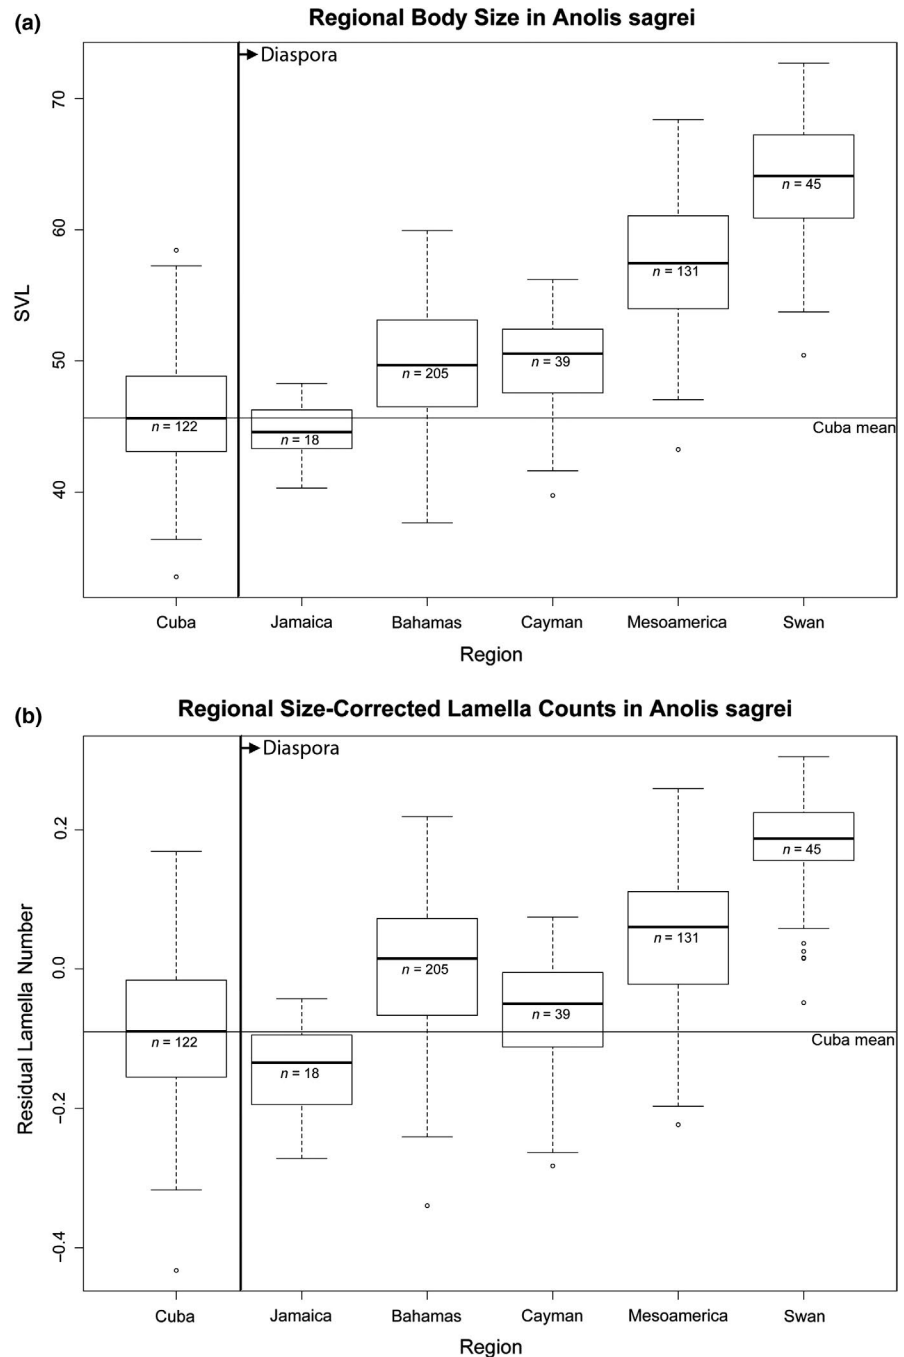 (a)
Regional Body Size in Anolis sagrei
Diaspora
70
60
50
40
SVL
n = 122
n = 18
n = 205
n = 39
n = 131
n = 45
Cuba mean
Cuba Jamaica Bahamas Cayman Mesoamerica Swan
Region
(b)
Regional Size-Corrected Lamella Counts in Anolis sagrei
Diaspora
0.2
0.0
−0.2
−0.4
Residual Lamella Number
n = 122
n = 18
n = 205
n = 39
n = 131
n = 45
Cuba mean
Cuba Jamaica Bahamas Cayman Mesoamerica Swan
Region